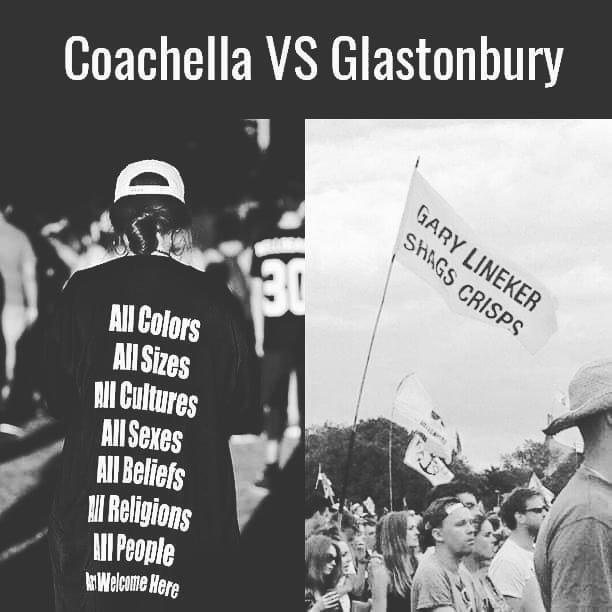 Coachella VS Glastonbury
All Colors
All Sizes
All Cultures
All Sexes
All Beliefs
All Religions
All People
Are Welcome Here
30
GARY LINEKER
SHAGS CRISPS